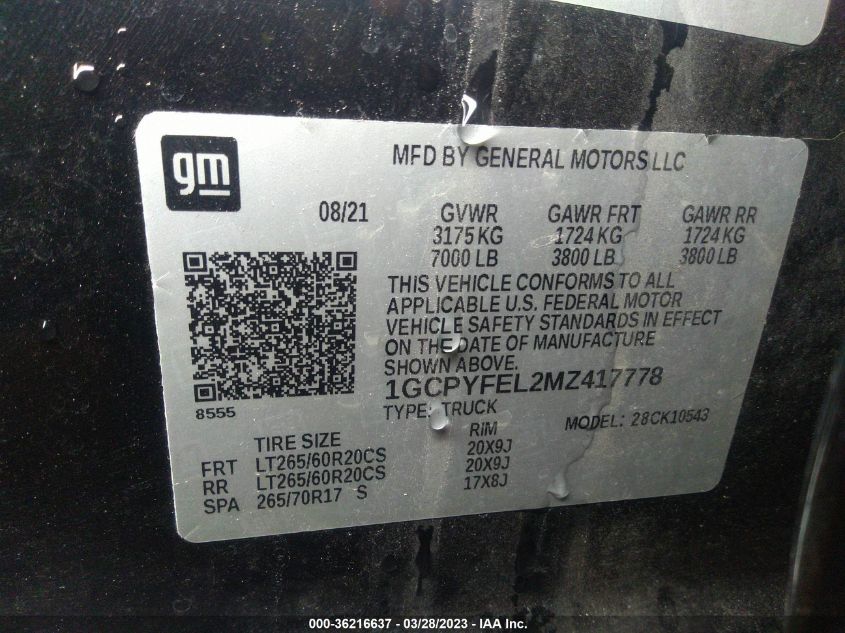 gm
MFD BY GENERAL MOTORS LLC
08/21 GVWR GAWR FRT GAWR RR
3175 KG 1724 KG 1724 KG
7000 LB 3800 LB 3800 LB
THIS VEHICLE CONFORMS TO ALL
APPLICABLE U.S. FEDERAL MOTOR
VEHICLE SAFETY STANDARDS IN EFFECT
ON THE DATE OF MANUFACTURE
SHOWN ABOVE.
1GCPYFEL2MZ417778
8555
TYPE: TRUCK MODEL: 28CK10543
TIRE SIZE RIM
FRT LT265/60R20CS 20X9J
RR LT265/60R20CS 20X9J
SPA 265/70R17 S 17X8J
000-36216637 / 03/28/2023 © IAA Inc.